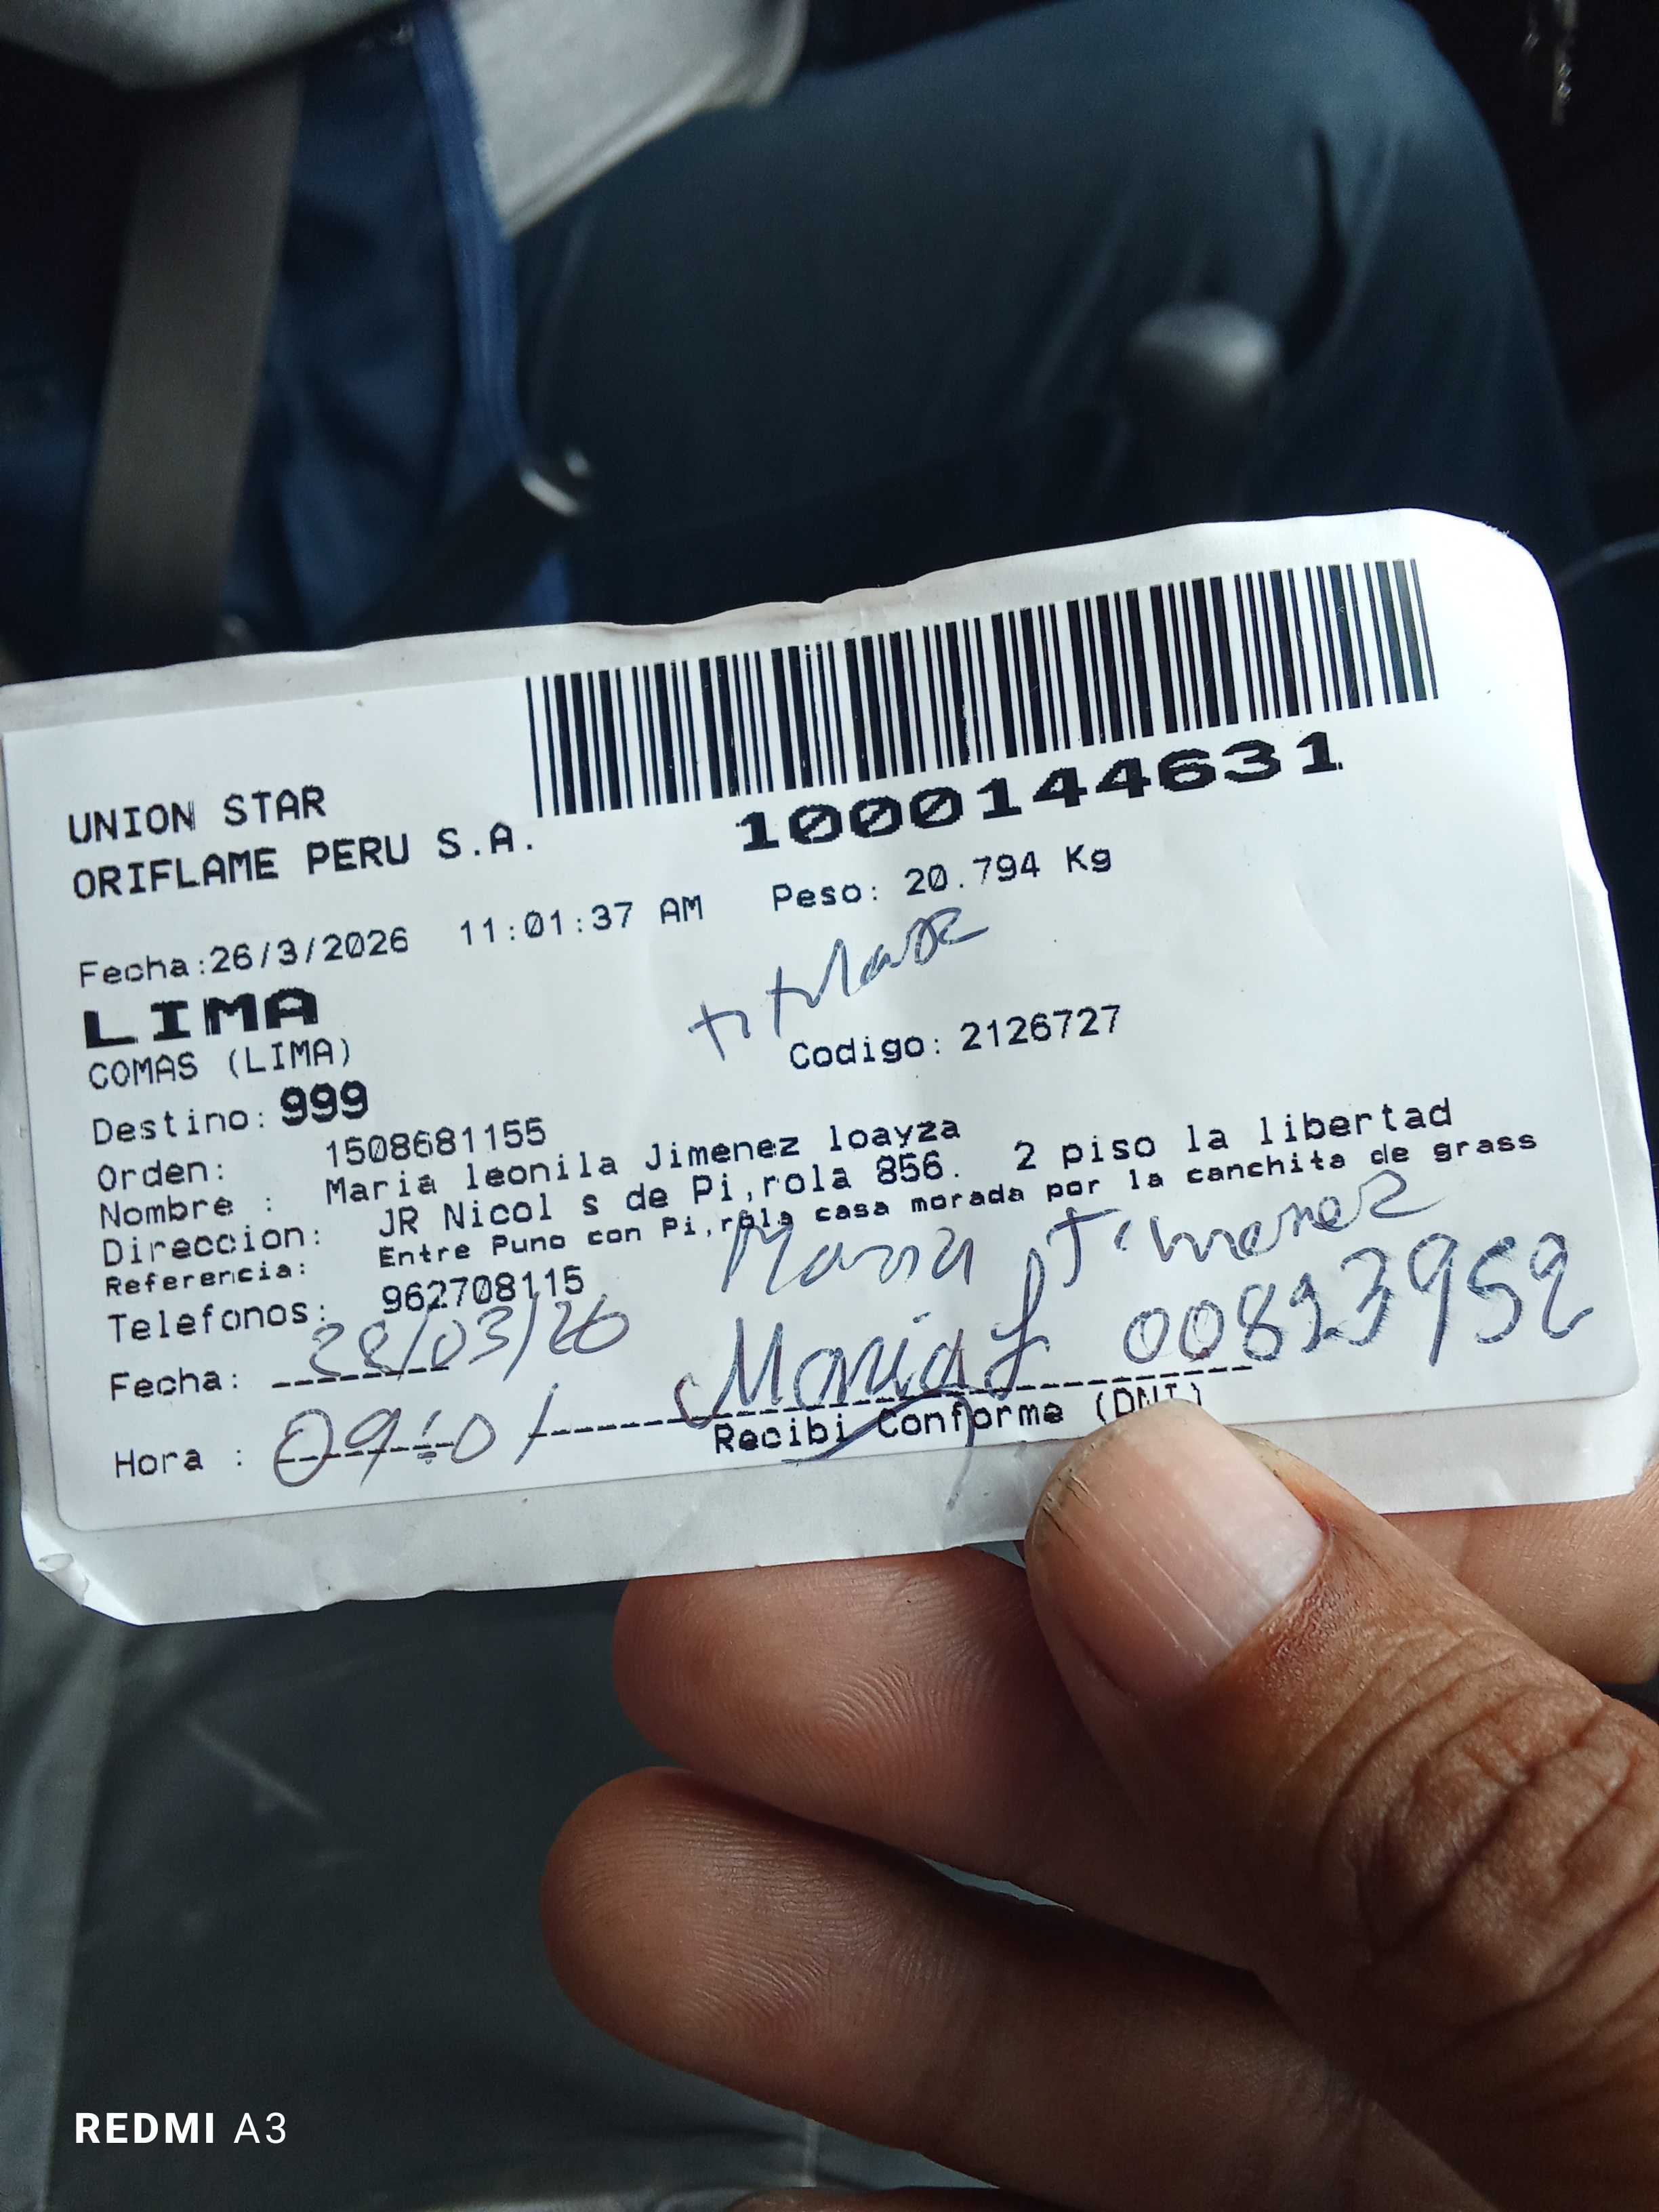 UNION STAR
ORIFLAME PERU S.A.
1000144631
Fecha:26/3/2026 11:01:37 AM Peso: 20.794 Kg
LIMA
titular
COMAS (LIMA)
Codigo: 2126727
Destino: 999
Orden: 1508681155
Nombre : Maria leonila Jimenez loayza
Direccion: JR Nicol s de Pi,rola 856. 2 piso la libertad
Referencia: Entre Puno con Pi,rola casa morada por la canchita de grass
Telefonos: 962708115
Maria Jimenez
Fecha: 28/03/26
Maria J 00893952
Hora : 09:01
Recibi Conforme (DNI)
REDMI A3